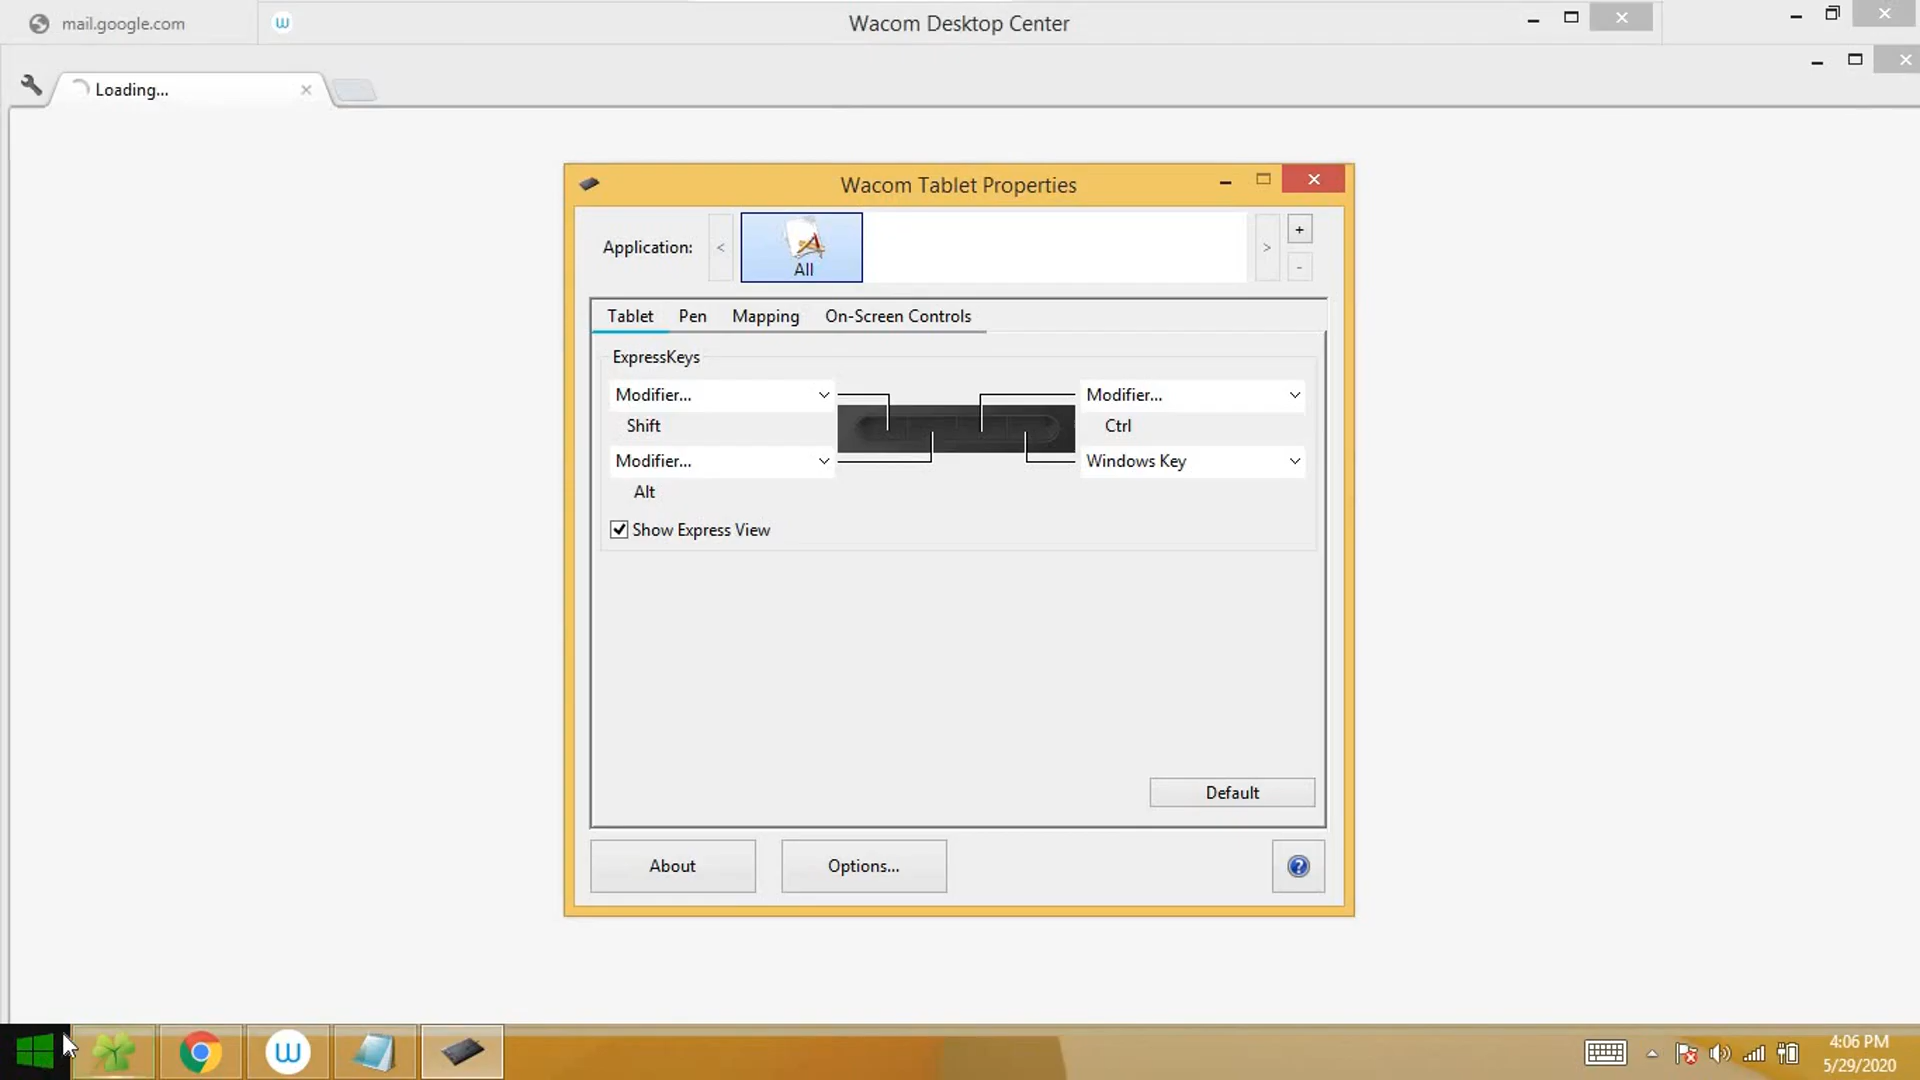 mail.google.com
Wacom Desktop Center
Loading...
Wacom Tablet Properties
Application:
<
All
>
+
-
Tablet
Pen
Mapping
On-Screen Controls
ExpressKeys
Modifier...
Modifier...
Shift
Ctrl
Modifier...
Windows Key
Alt
Show Express View
Default
About
Options...
?
4:06 PM
5/29/2020